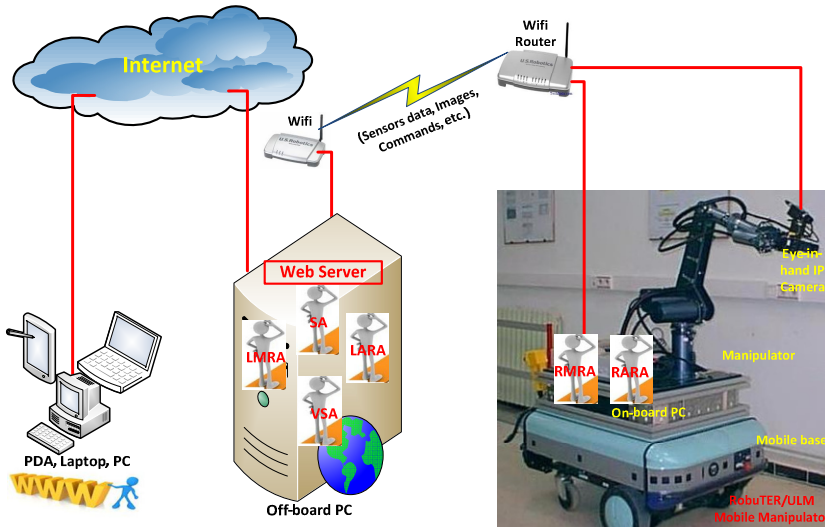 Internet
Wifi
Wifi
Router
U.S.Robotics
U.S.Robotics
(Sensors data, Images,
Commands, etc.)
Web Server
SA
LMRA
LARA
VSA
Off-board PC
PDA, Laptop, PC
WWW
Eye-in-
hand IP
Camera
Manipulator
RMRA
RARA
On-board PC
Mobile base
RobuTER/ULM
Mobile Manipulator